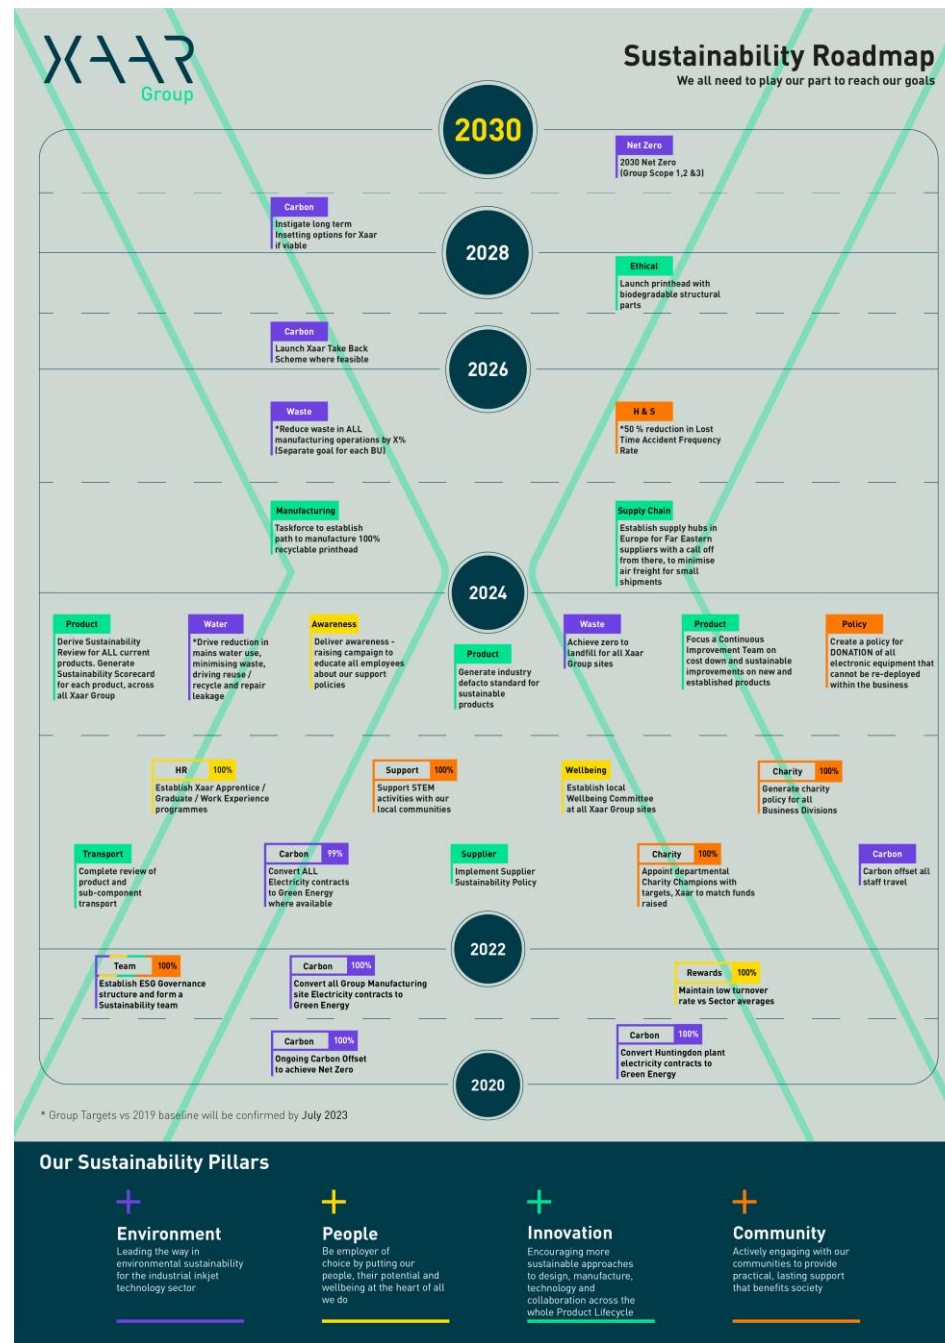 XAAR
Group
Sustainability Roadmap
We all need to play our part to reach our goals
2030
Net Zero
2030 Net Zero
(Group Scope 1,2 &3)
Carbon
Instigate long term
Insetting options for Xaar
if viable
2028
Ethical
Launch printhead with
biodegradable structural
parts
Carbon
Launch Xaar Take Back
Scheme where feasible
2026
Waste
*Reduce waste in ALL
manufacturing operations by X%
(Separate goal for each BU)
H & S
*50 % reduction in Lost
Time Accident Frequency
Rate
Manufacturing
Taskforce to establish
path to manufacture 100%
recyclable printhead
Supply Chain
Establish supply hubs in
Europe for Far Eastern
suppliers with a call off
from there, to minimise
air freight for small
shipments
2024
Product
Derive Sustainability
Review for ALL current
products. Generate
Sustainability Scorecard
for each product, across
all Xaar Group
Water
*Drive reduction in
mains water use,
minimising waste,
driving reuse /
recycle and repair
leakage
Awareness
Deliver awareness -
raising campaign to
educate all employees
about our support
policies
Product
Generate industry
defacto standard for
sustainable
products
Waste
Achieve zero to
landfill for all Xaar
Group sites
Product
Focus a Continuous
Improvement Team on
cost down and sustainable
improvements on new and
established products
Policy
Create a policy for
DONATION of all
electronic equipment that
cannot be re-deployed
within the business
HR 100%
Establish Xaar Apprentice /
Graduate / Work Experience
programmes
Support 100%
Support STEM
activities with our
local communities
Wellbeing
Establish local
Wellbeing Committee
at all Xaar Group sites
Charity 100%
Generate charity
policy for all
Business Divisions
Transport
Complete review of
product and
sub-component
transport
Carbon 99%
Convert ALL
Electricity contracts
to Green Energy
where available
Supplier
Implement Supplier
Sustainability Policy
Charity 100%
Appoint departmental
Charity Champions with
targets, Xaar to match funds
raised
Carbon
Carbon offset all
staff travel
2022
Team 100%
Establish ESG Governance
structure and form a
Sustainability team
Carbon 100%
Convert all Group Manufacturing
site Electricity contracts to
Green Energy
Rewards 100%
Maintain low turnover
rate vs Sector averages
Carbon 100%
Ongoing Carbon Offset
to achieve Net Zero
Carbon 100%
Convert Huntingdon plant
electricity contracts to
Green Energy
2020
* Group Targets vs 2019 baseline will be confirmed by July 2023
Our Sustainability Pillars
Environment
Leading the way in
environmental sustainability
for the industrial inkjet
technology sector
People
Be employer of
choice by putting our
people, their potential and
wellbeing at the heart of all
we do
Innovation
Encouraging more
sustainable approaches
to design, manufacture,
technology and
collaboration across the
whole Product Lifecycle
Community
Actively engaging with our
communities to provide
practical, lasting support
that benefits society